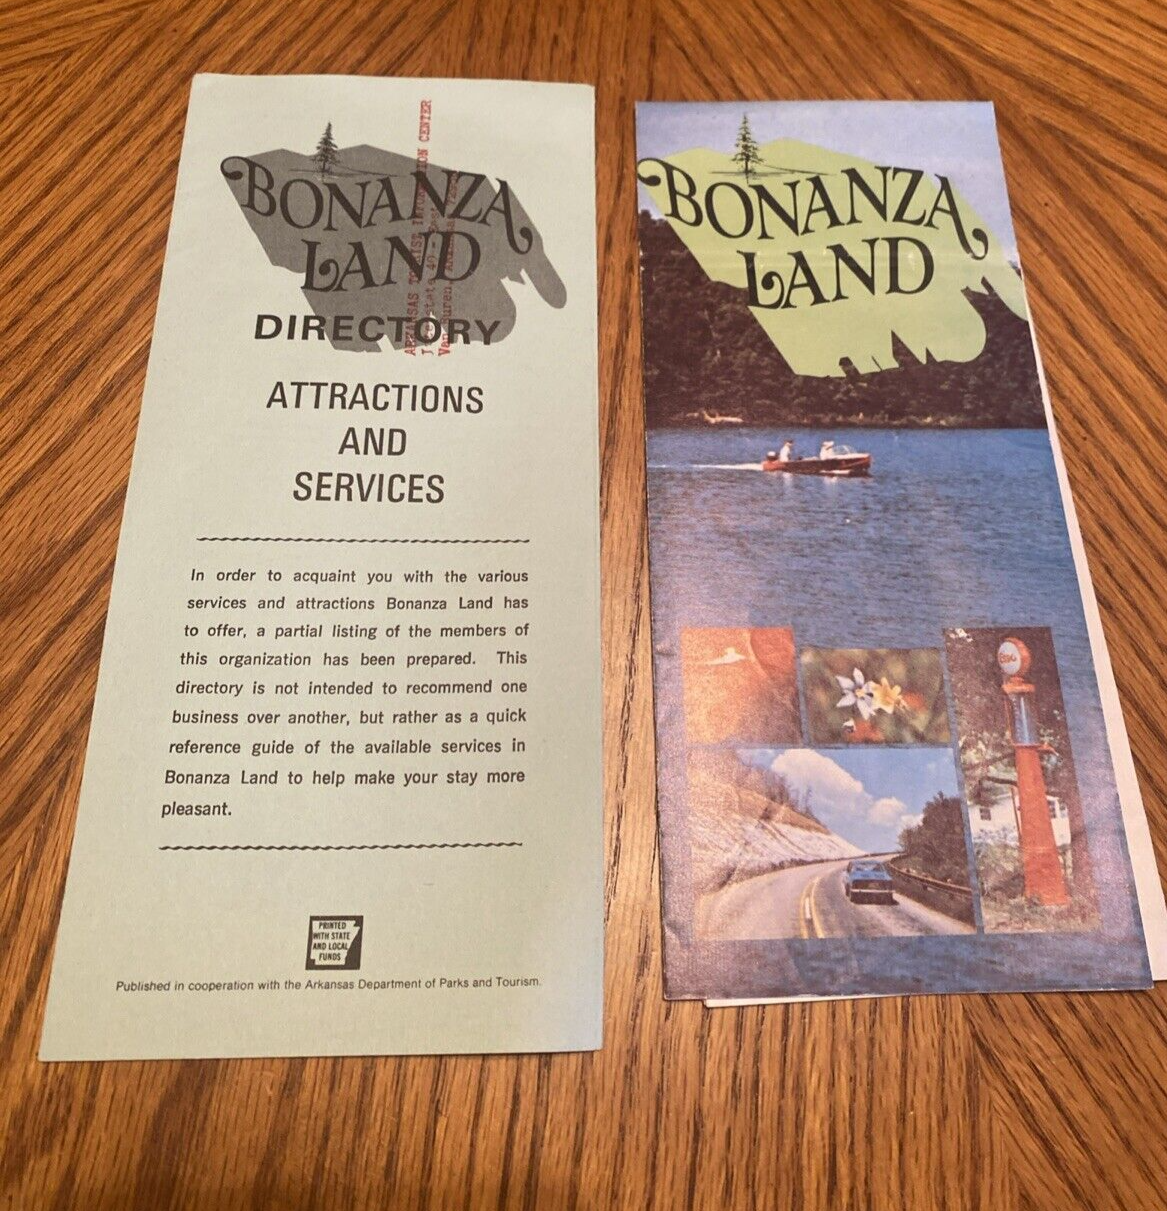 BONANZA
LAND
DIRECTORY
ARKANSAS TOURIST INFORMATION CENTER
Van Buren, Arkansas
ATTRACTIONS
AND
SERVICES
In order to acquaint you with the various
services and attractions Bonanza Land has
to offer, a partial listing of the members of
this organization has been prepared. This
directory is not intended to recommend one
business over another, but rather as a quick
reference guide of the available services in
Bonanza Land to help make your stay more
pleasant.
PRINTED
WITH STATE
AND LOCAL
FUNDS
Published in cooperation with the Arkansas Department of Parks and Tourism.
BONANZA
LAND